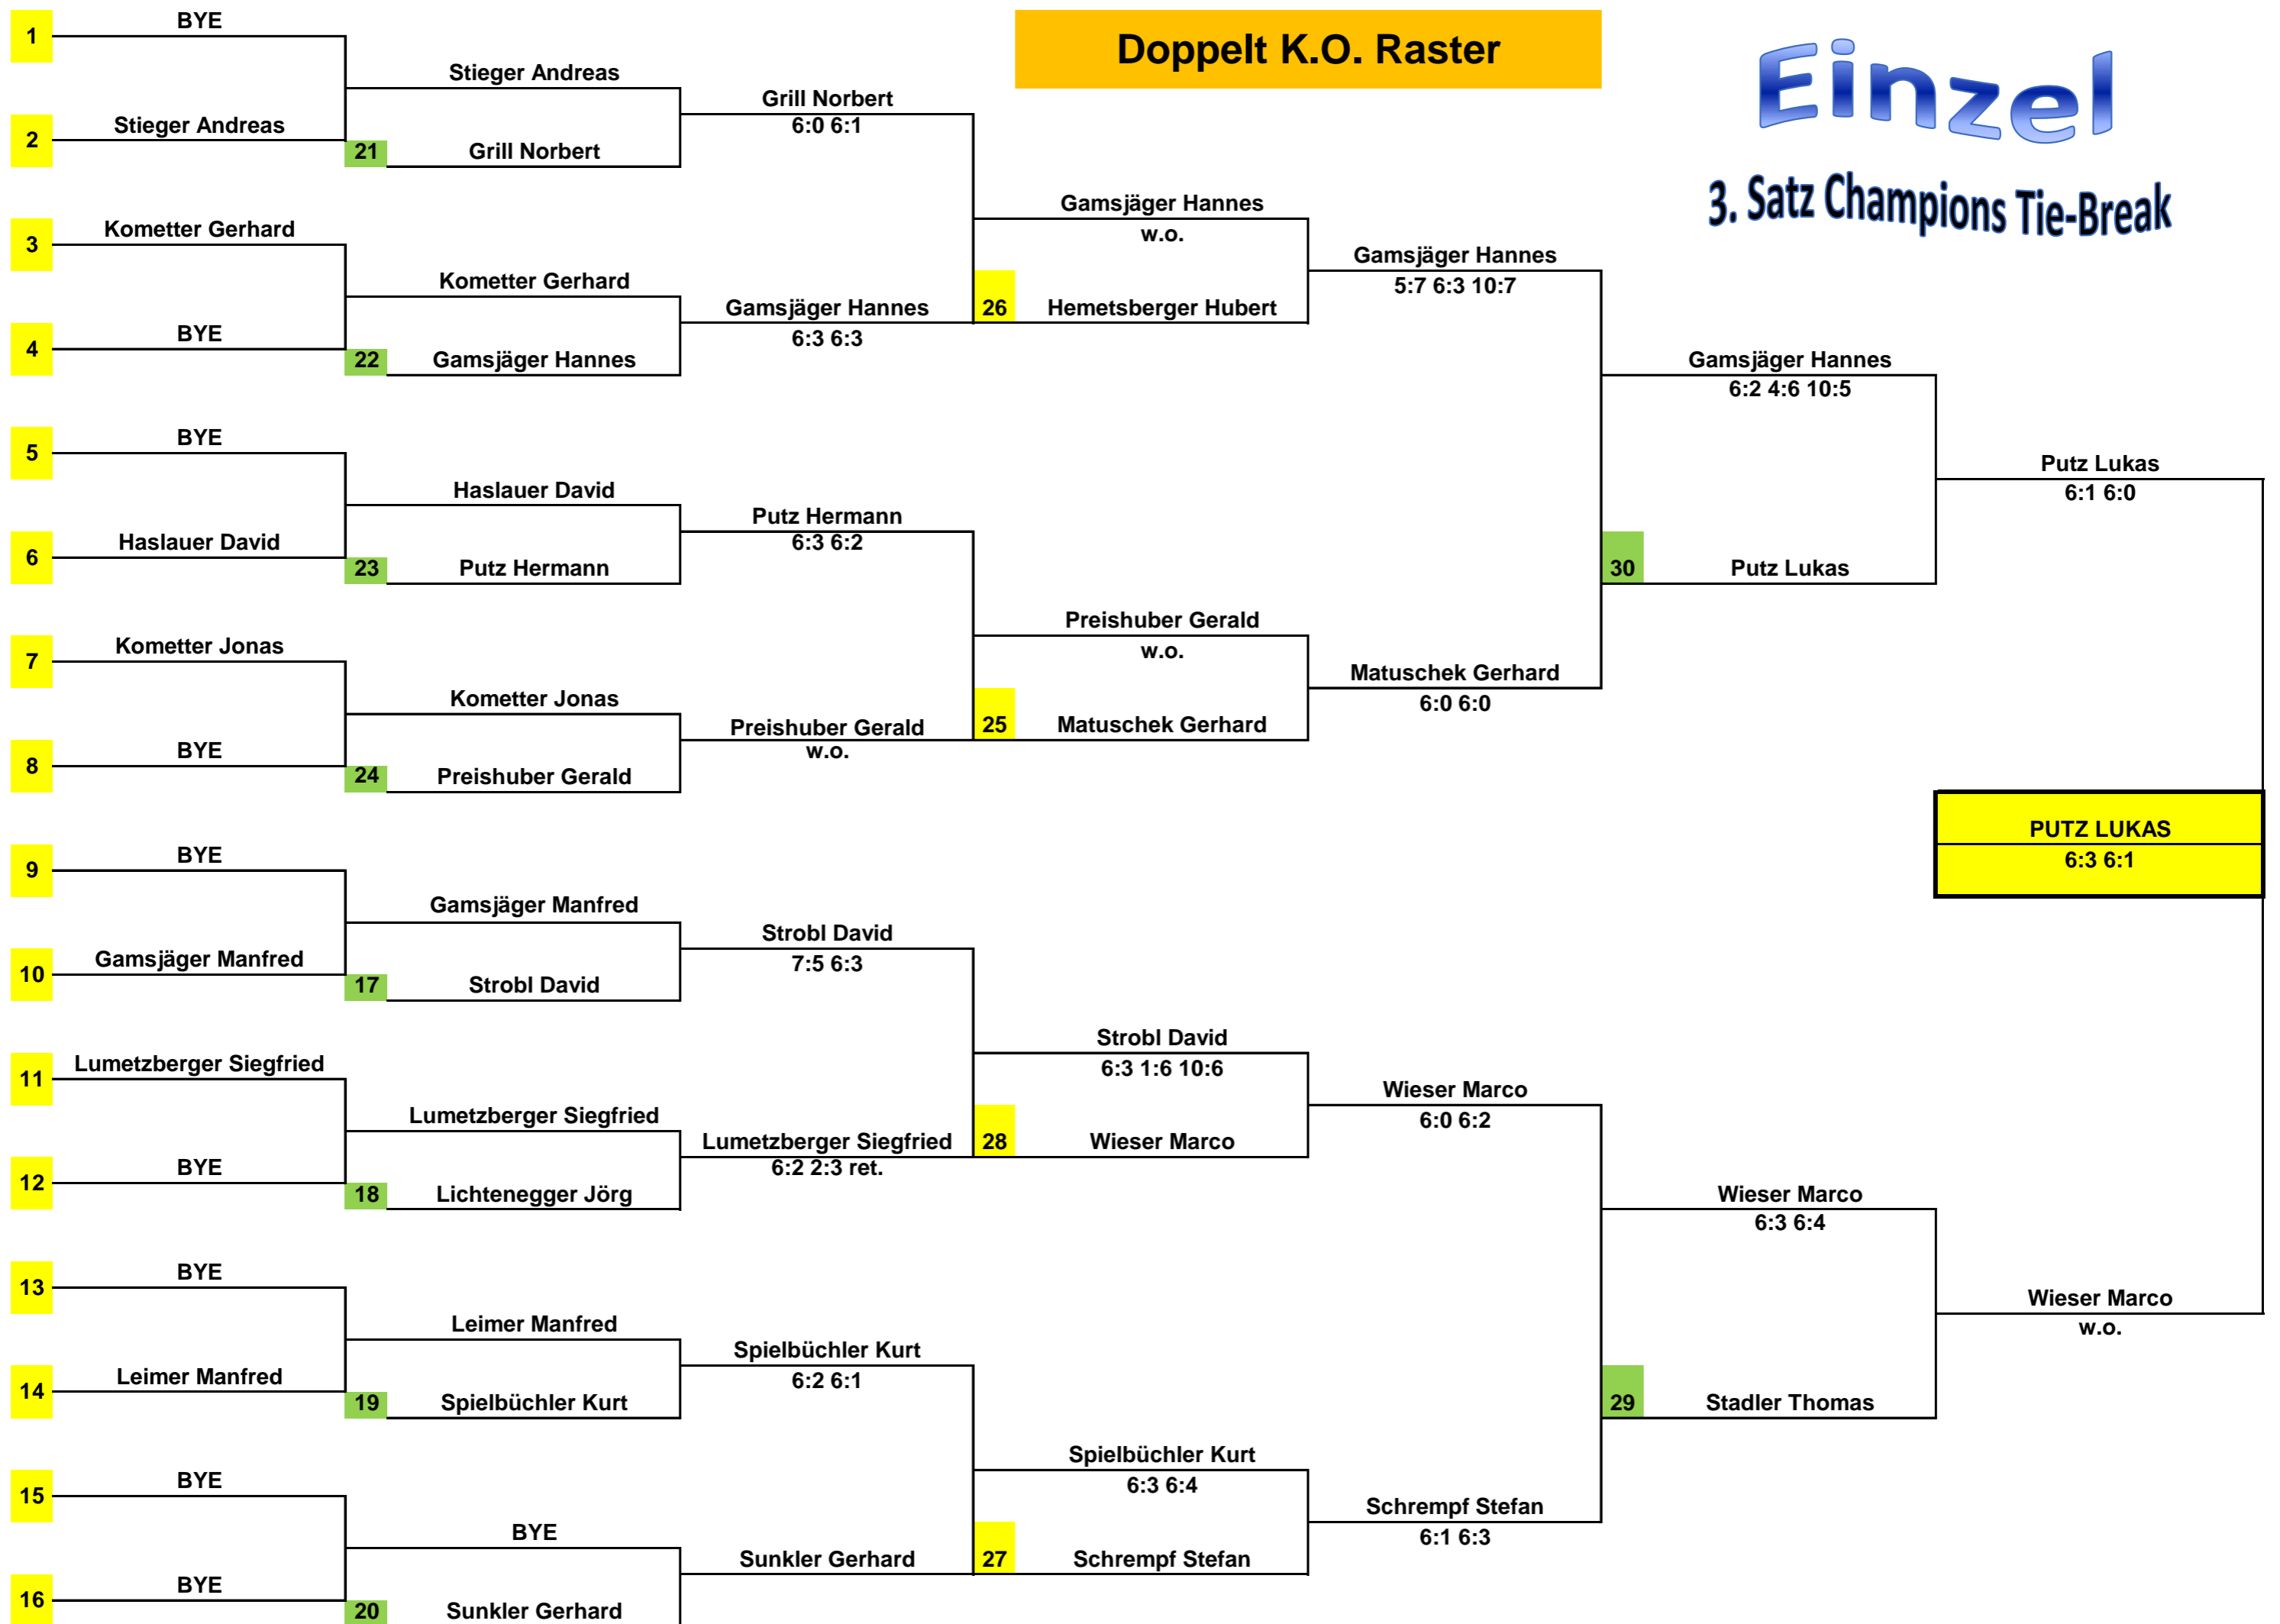 Doppelt K.O. Raster
Einzel
3. Satz Champions Tie-Break
1
BYE
2
Stieger Andreas
3
Kometter Gerhard
4
BYE
5
BYE
6
Haslauer David
7
Kometter Jonas
8
BYE
9
BYE
10
Gamsjäger Manfred
11
Lumetzberger Siegfried
12
BYE
13
BYE
14
Leimer Manfred
15
BYE
16
BYE
Stieger Andreas
21
Grill Norbert
Kometter Gerhard
22
Gamsjäger Hannes
Haslauer David
23
Putz Hermann
Kometter Jonas
24
Preishuber Gerald
Gamsjäger Manfred
17
Strobl David
Lumetzberger Siegfried
18
Lichtenegger Jörg
Leimer Manfred
19
Spielbüchler Kurt
BYE
20
Sunkler Gerhard
Grill Norbert
6:0 6:1
Gamsjäger Hannes
6:3 6:3
Putz Hermann
6:3 6:2
Preishuber Gerald
w.o.
Strobl David
7:5 6:3
Lumetzberger Siegfried
6:2 2:3 ret.
Spielbüchler Kurt
6:2 6:1
Sunkler Gerhard
Gamsjäger Hannes
w.o.
26
Hemetsberger Hubert
Preishuber Gerald
w.o.
25
Matuschek Gerhard
Strobl David
6:3 1:6 10:6
28
Wieser Marco
Spielbüchler Kurt
6:3 6:4
27
Schrempf Stefan
Gamsjäger Hannes
5:7 6:3 10:7
Matuschek Gerhard
6:0 6:0
Wieser Marco
6:0 6:2
Schrempf Stefan
6:1 6:3
Gamsjäger Hannes
6:2 4:6 10:5
30
Putz Lukas
Wieser Marco
6:3 6:4
29
Stadler Thomas
Putz Lukas
6:1 6:0
PUTZ LUKAS
6:3 6:1
Wieser Marco
w.o.